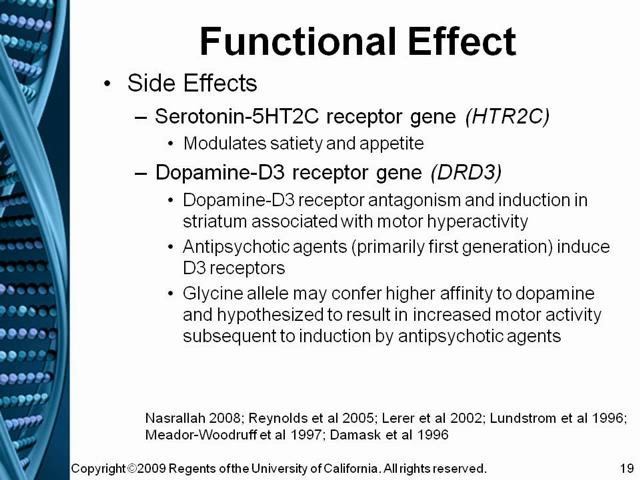 Functional Effect
• Side Effects
– Serotonin-5HT2C receptor gene (HTR2C)
• Modulates satiety and appetite
– Dopamine-D3 receptor gene (DRD3)
• Dopamine-D3 receptor antagonism and induction in
striatum associated with motor hyperactivity
• Antipsychotic agents (primarily first generation) induce
D3 receptors
• Glycine allele may confer higher affinity to dopamine
and hypothesized to result in increased motor activity
subsequent to induction by antipsychotic agents
Nasrallah 2008; Reynolds et al 2005; Lerer et al 2002; Lundstrom et al 1996;
Meador-Woodruff et al 1997; Damask et al 1996
Copyright ©2009 Regents of the University of California. All rights reserved. 19